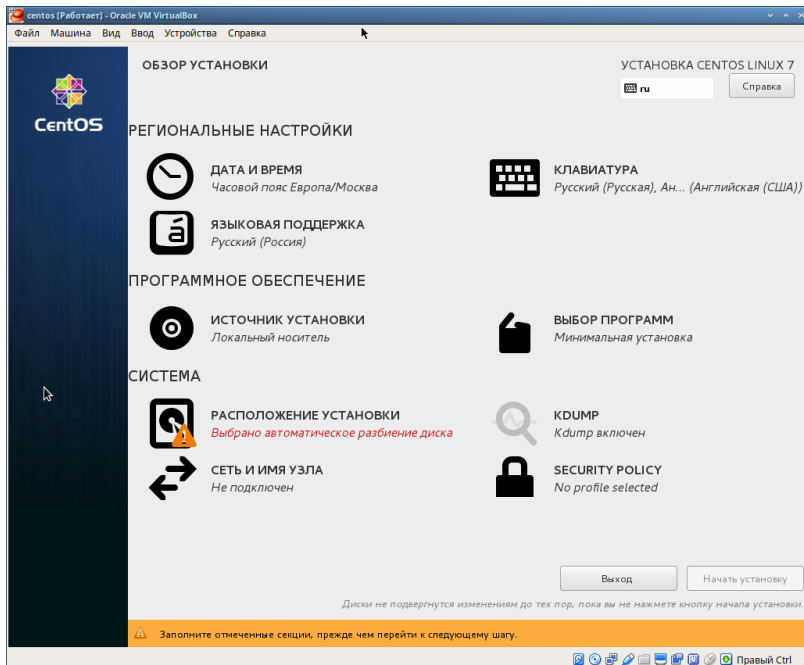 centos [Работает] - Oracle VM VirtualBox
Файл Машина Вид Ввод Устройства Справка
ОБЗОР УСТАНОВКИ
УСТАНОВКА CENTOS LINUX 7
ru
Справка
CentOS
РЕГИОНАЛЬНЫЕ НАСТРОЙКИ
ДАТА И ВРЕМЯ
Часовой пояс Европа/Москва
КЛАВИАТУРА
Русский (Русская), Ан... (Английская (США))
ЯЗЫКОВАЯ ПОДДЕРЖКА
Русский (Россия)
ПРОГРАММНОЕ ОБЕСПЕЧЕНИЕ
ИСТОЧНИК УСТАНОВКИ
Локальный носитель
ВЫБОР ПРОГРАММ
Минимальная установка
СИСТЕМА
РАСПОЛОЖЕНИЕ УСТАНОВКИ
Выбрано автоматическое разбиение диска
KDUMP
Kdump включен
СЕТЬ И ИМЯ УЗЛА
Не подключен
SECURITY POLICY
No profile selected
Выход
Начать установку
Диски не подвергнутся изменениям до тех пор, пока вы не нажмете кнопку начала установки.
Заполните отмеченные секции, прежде чем перейти к следующему шагу.
Правый Ctrl